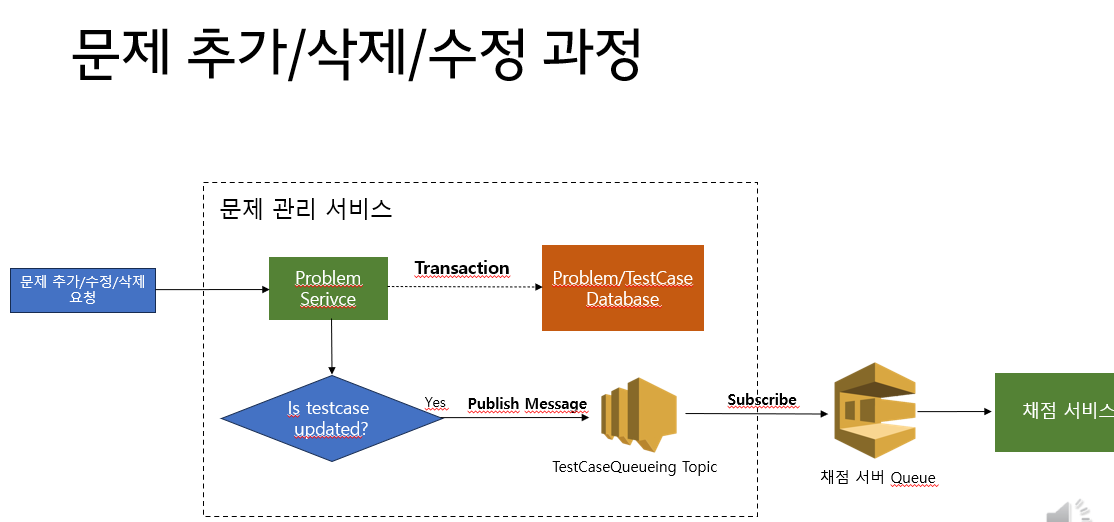 문제 추가/삭제/수정 과정
문제 관리 서비스
문제 추가/수정/삭제
요청
Problem
Serivce
Transaction
Problem/TestCase
Database
Is testcase
updated?
Yes
Publish Message
TestCaseQueueing Topic
Subscribe
채점 서버 Queue
채점 서비스